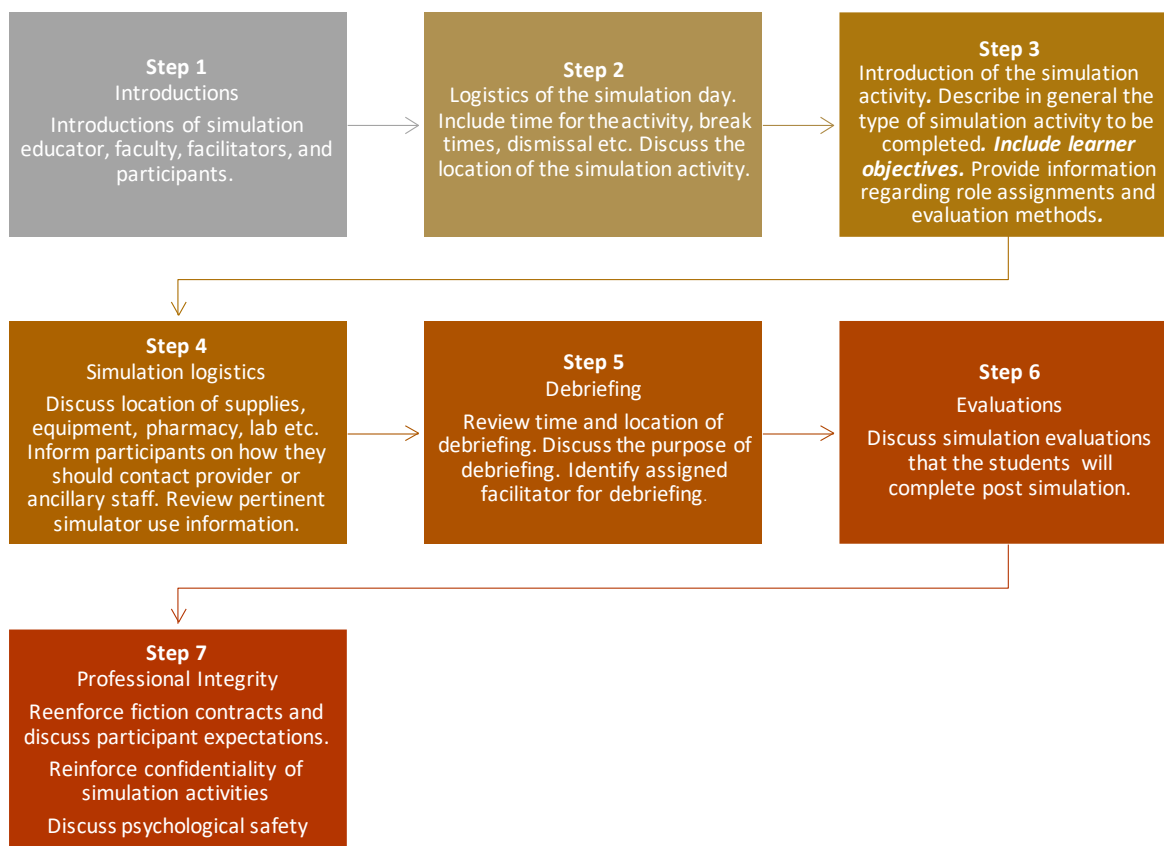 Step 1
Introductions
Introductions of simulation
educator, faculty, facilitators, and
participants.
Step 2
Logistics of the simulation day.
Include time for the activity, break
times, dismissal etc. Discuss the
location of the simulation activity.
Step 3
Introduction of the simulation
activity. Describe in general the
type of simulation activity to be
completed. Include learner
objectives. Provide information
regarding role assignments and
evaluation methods.
Step 4
Simulation logistics
Discuss location of supplies,
equipment, pharmacy, lab etc.
Inform participants on how they
should contact provider or
ancillary staff. Review pertinent
simulator use information.
Step 5
Debriefing
Review time and location of
debriefing. Discuss the purpose of
debriefing. Identify assigned
facilitator for debriefing.
Step 6
Evaluations
Discuss simulation evaluations
that the students will
complete post simulation.
Step 7
Professional Integrity
Reenforce fiction contracts and
discuss participant expectations.
Reinforce confidentiality of
simulation activities
Discuss psychological safety